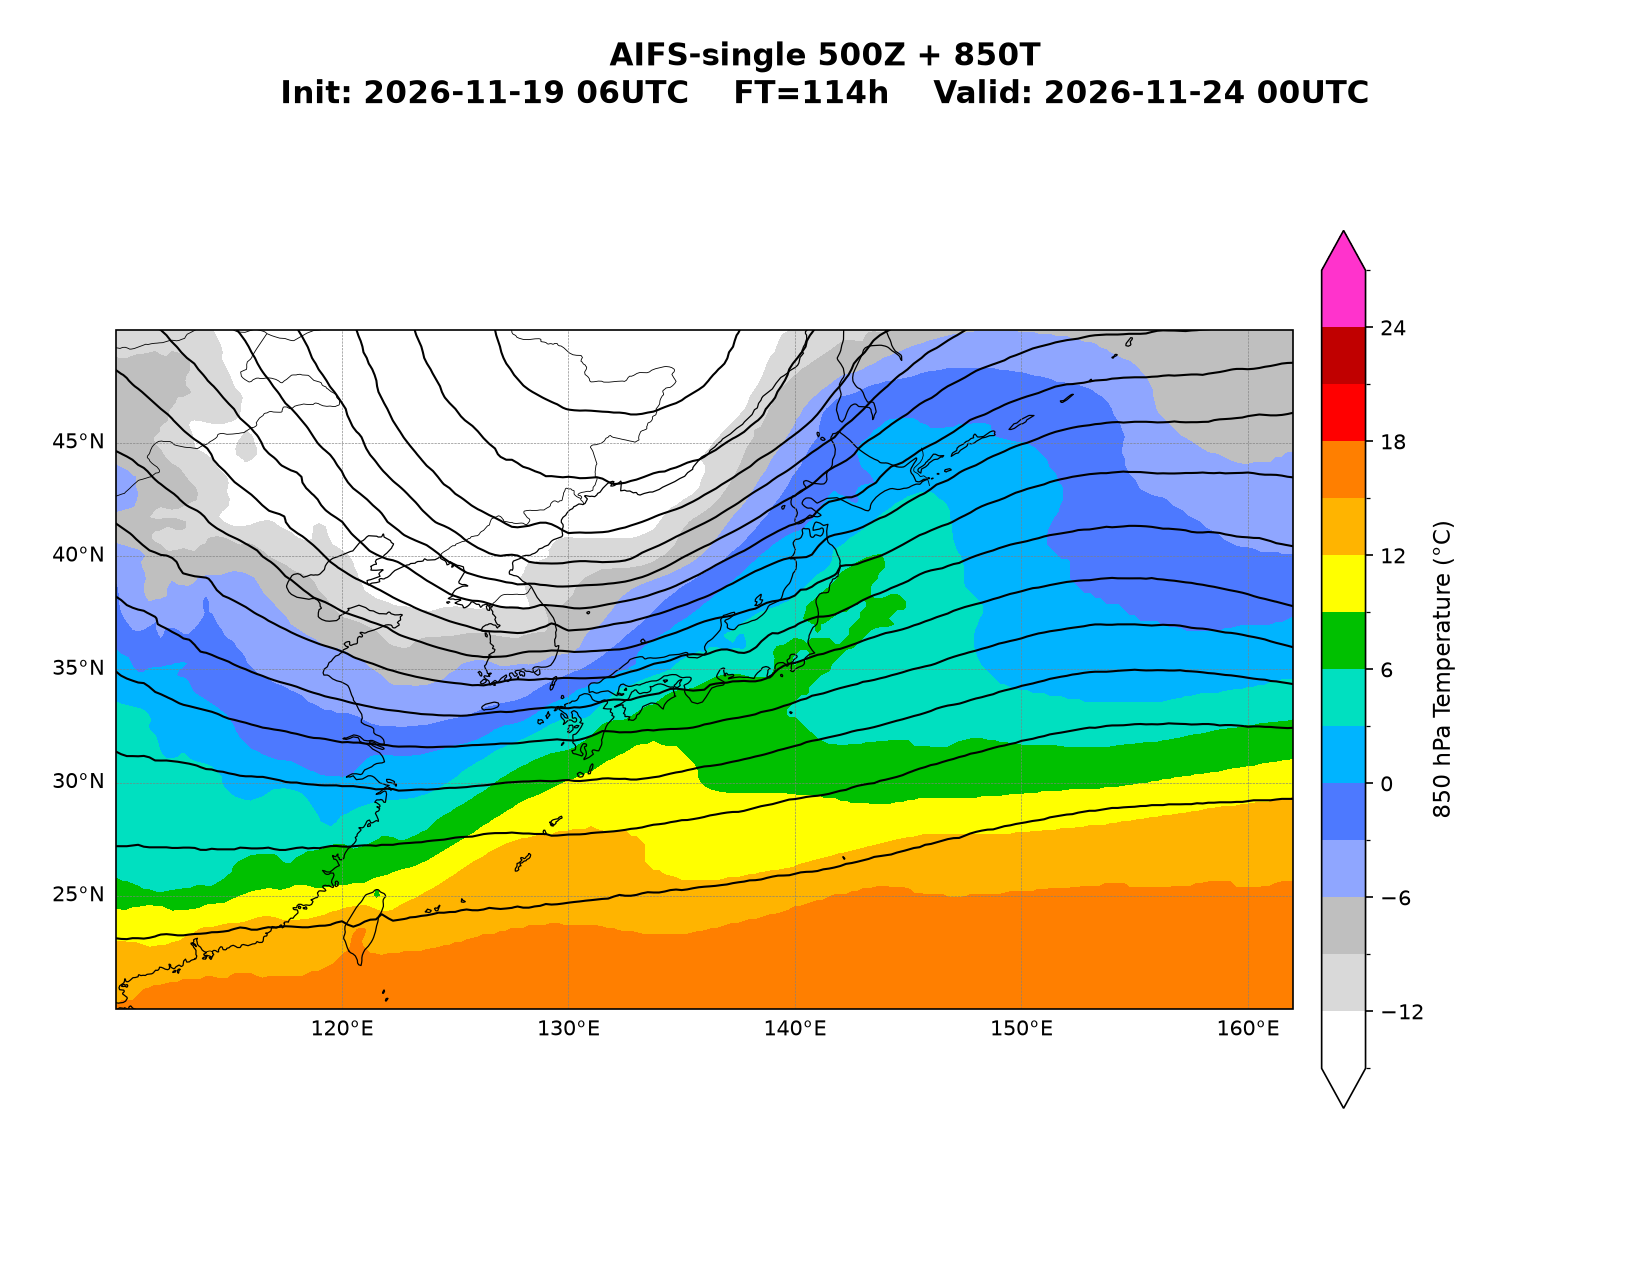 AIFS-single 500Z + 850T
Init: 2026-11-19 06UTC    FT=114h    Valid: 2026-11-24 00UTC
45°N
40°N
35°N
30°N
25°N
120°E
130°E
140°E
150°E
160°E
24
18
12
6
0
−6
−12
850 hPa Temperature (°C)